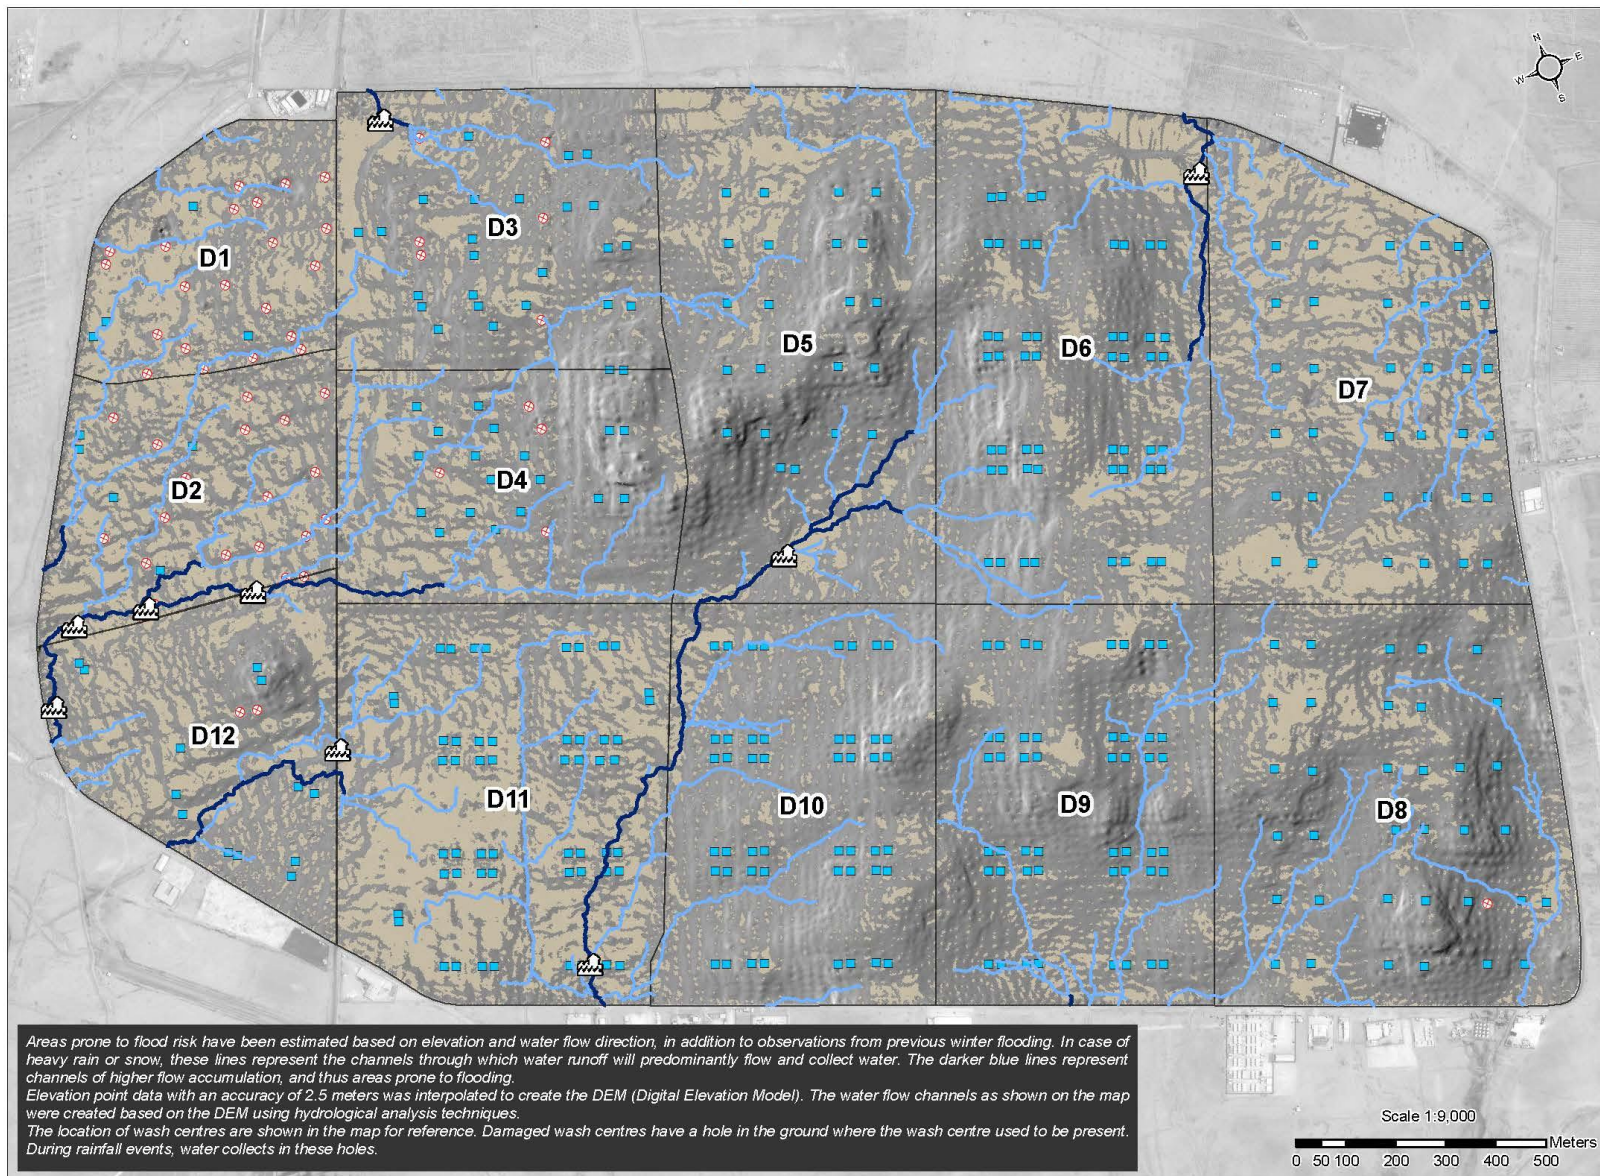 N
E
W
S
D1
D3
D5
D6
D7
D2
D4
D12
D11
D10
D9
D8
Areas prone to flood risk have been estimated based on elevation and water flow direction, in addition to observations from previous winter flooding. In case of
heavy rain or snow, these lines represent the channels through which water runoff will predominantly flow and collect water. The darker blue lines represent
channels of higher flow accumulation, and thus areas prone to flooding.
Elevation point data with an accuracy of 2.5 meters was interpolated to create the DEM (Digital Elevation Model). The water flow channels as shown on the map
were created based on the DEM using hydrological analysis techniques.
The location of wash centres are shown in the map for reference. Damaged wash centres have a hole in the ground where the wash centre used to be present.
During rainfall events, water collects in these holes.
Scale 1:9,000
Meters
0 50 100 200 300 400 500